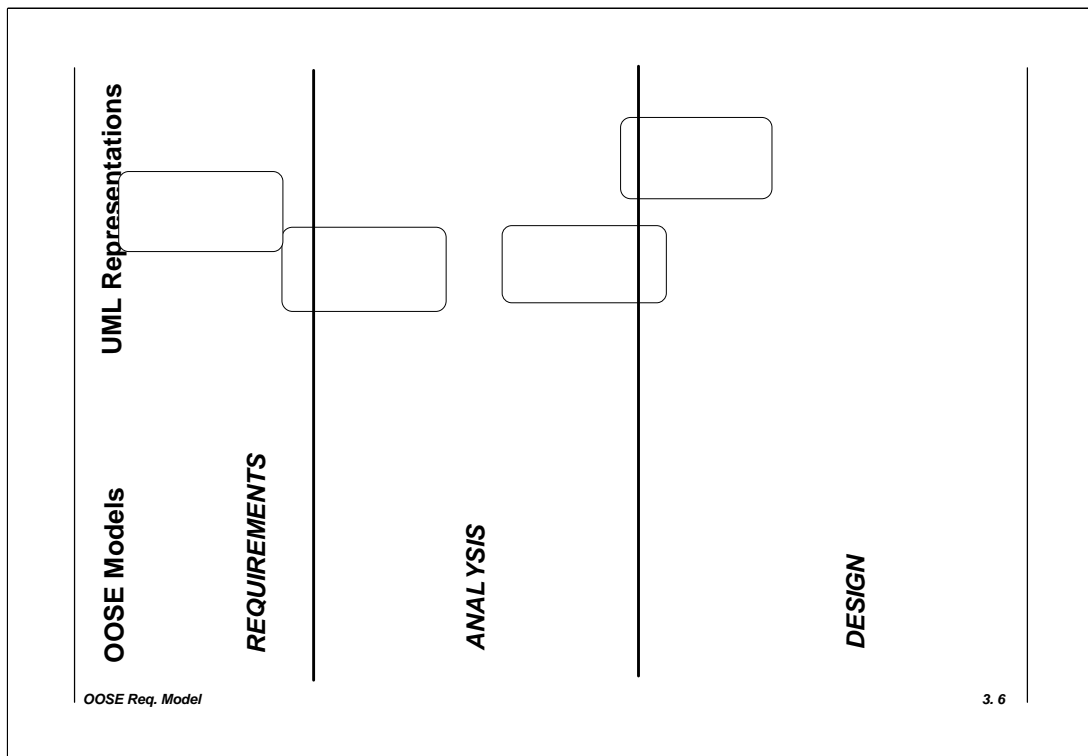 OOSE Models
UML Representations
REQUIREMENTS
ANALYSIS
DESIGN
OOSE Req. Model
3. 6